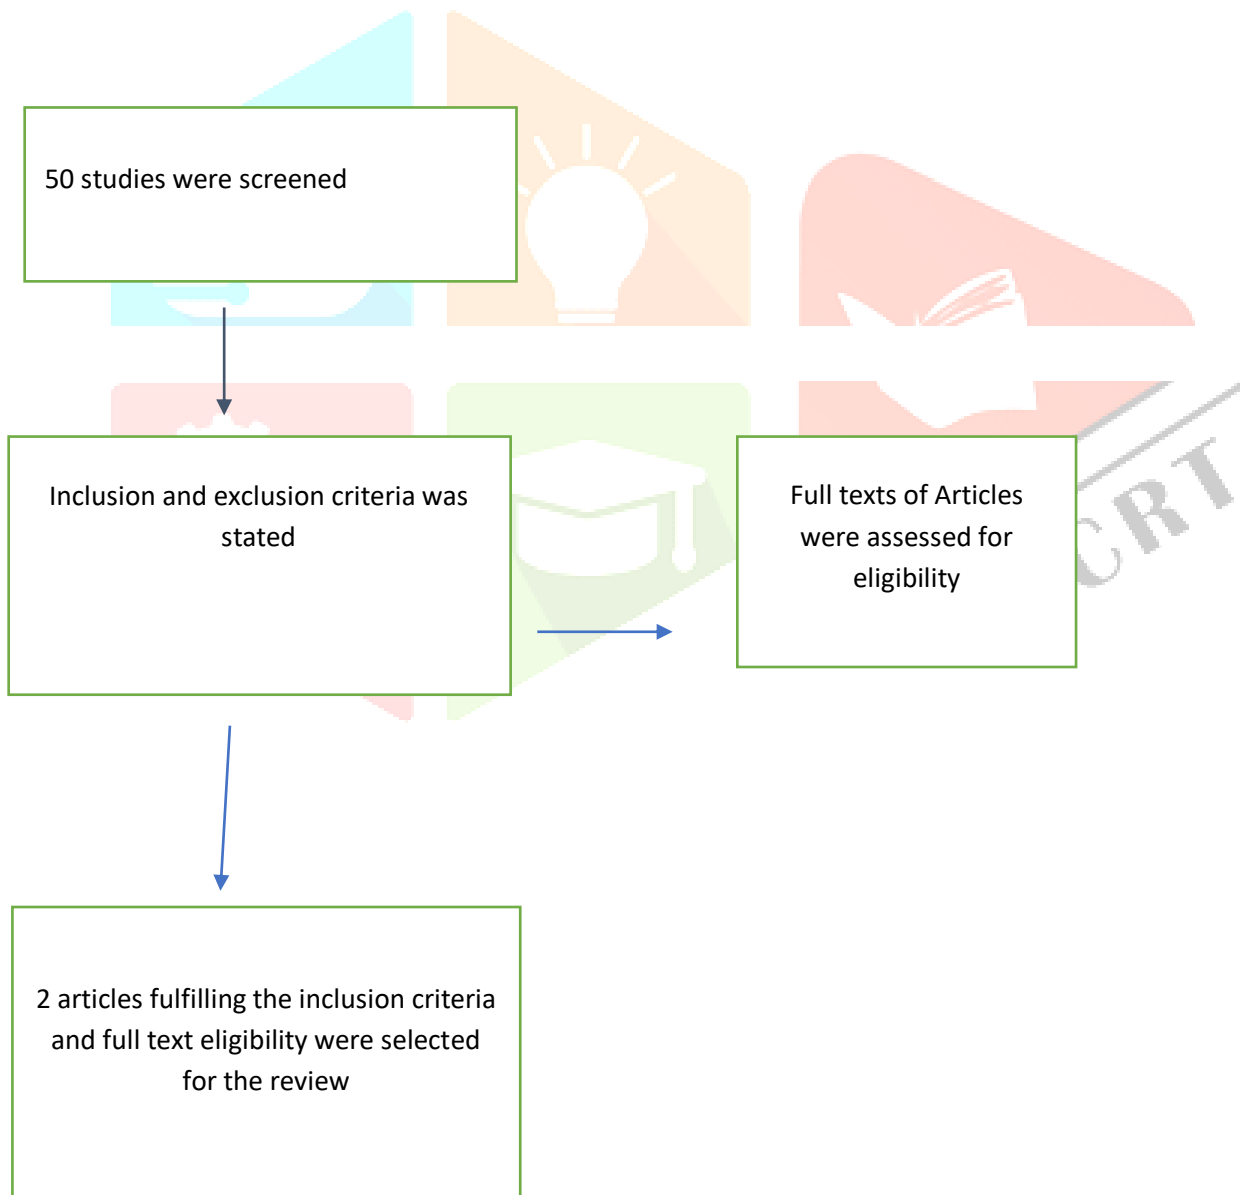 50 studies were screened
Inclusion and exclusion criteria was
stated
Full texts of Articles
were assessed for
eligibility
CRT
2 articles fulfilling the inclusion criteria
and full text eligibility were selected
for the review